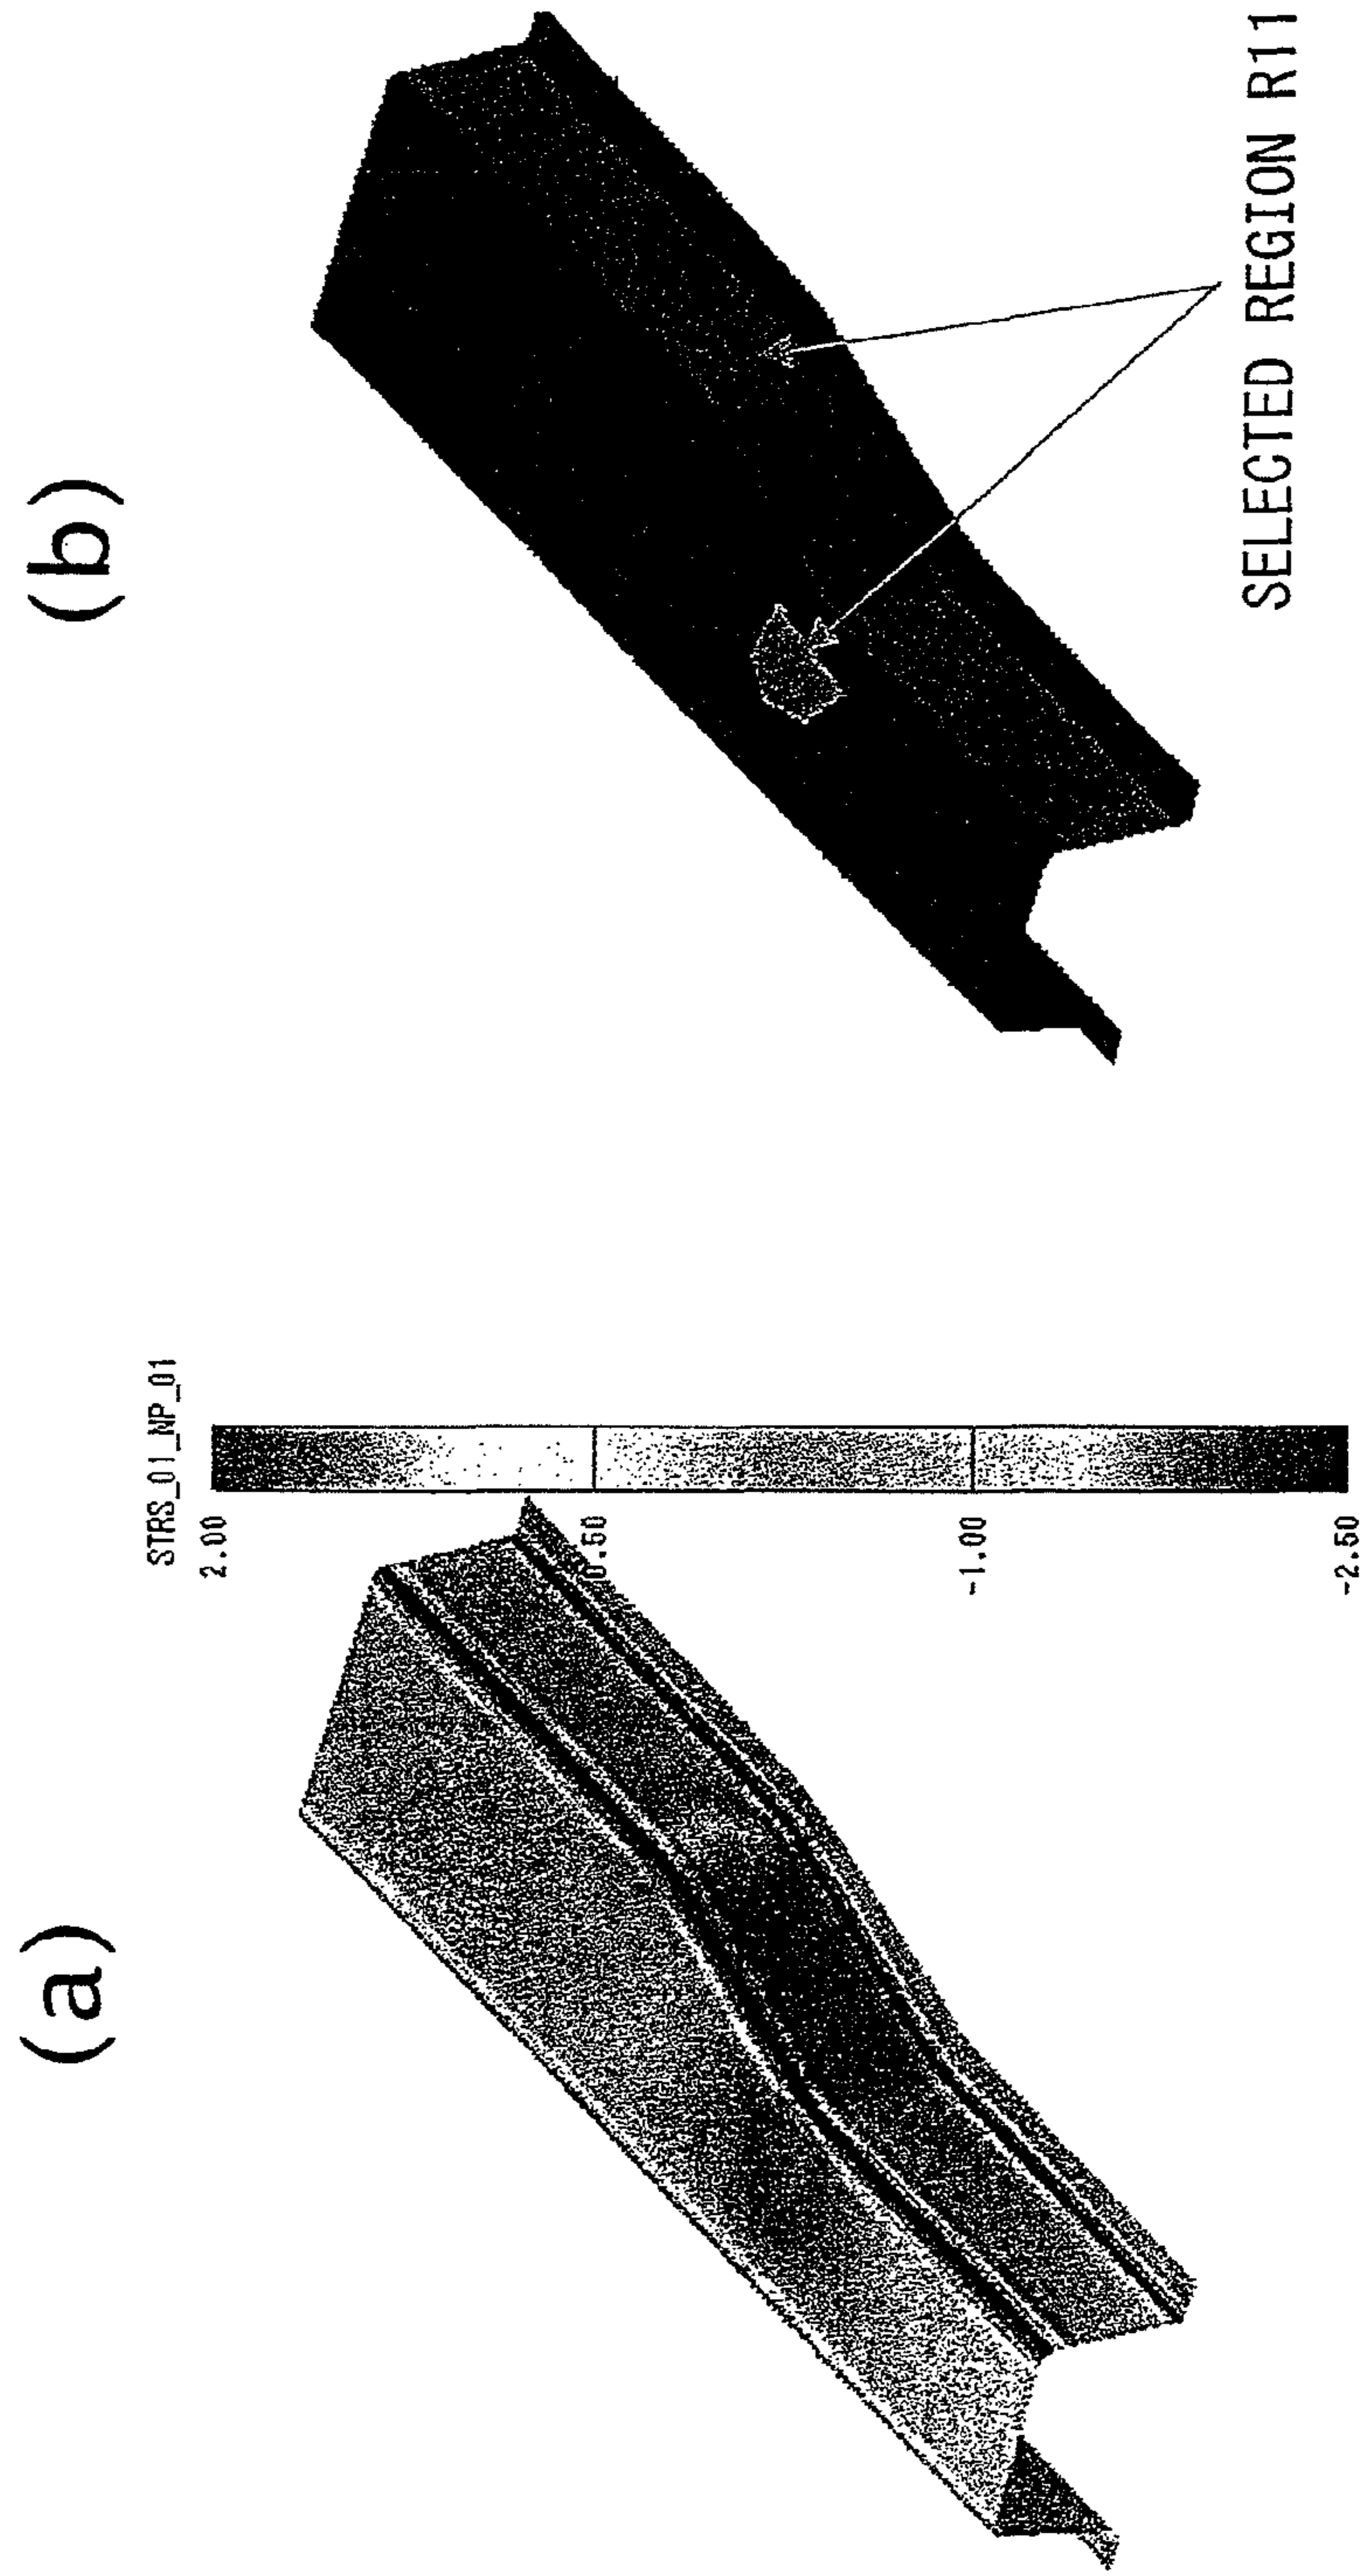 (a)
STRS_01_NP_01
2.00
0.50
-1.00
-2.50
(b)
SELECTED REGION R11